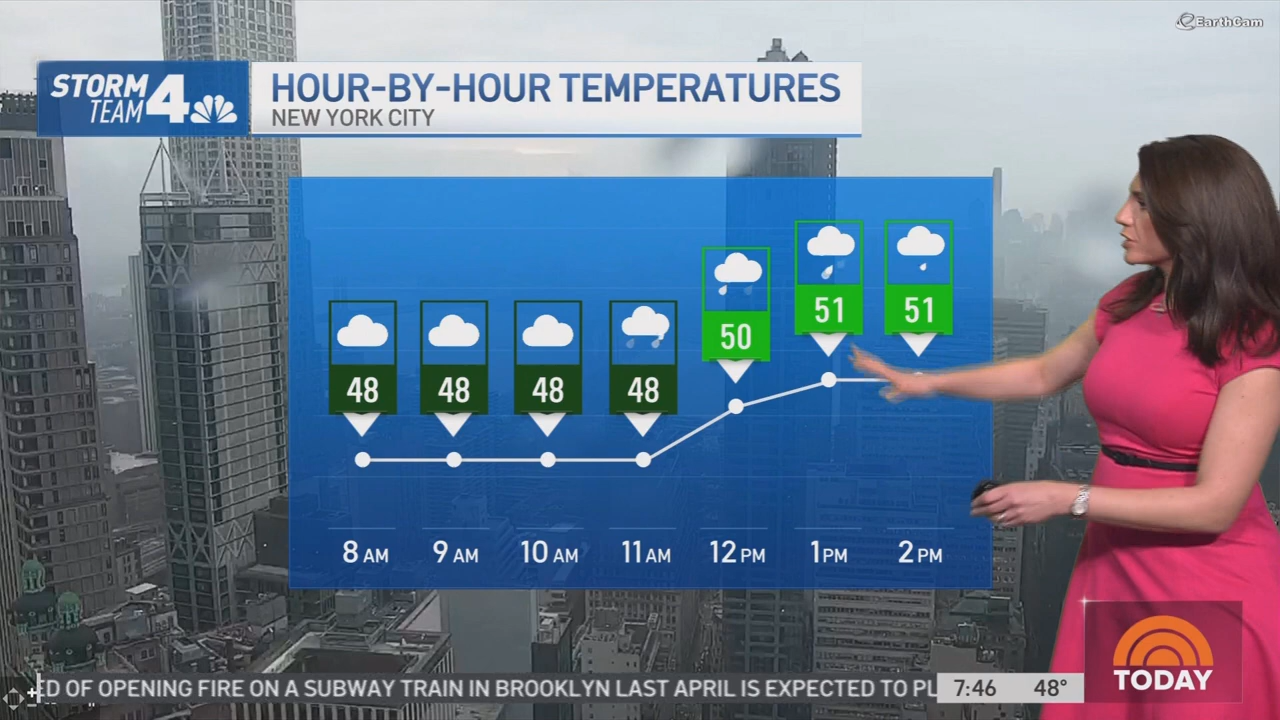 EarthCam
STORM TEAM 4
HOUR-BY-HOUR TEMPERATURES
NEW YORK CITY
48 48 48 48 50 51 51
8 AM 9 AM 10 AM 11 AM 12 PM 1 PM 2 PM
ED OF OPENING FIRE ON A SUBWAY TRAIN IN BROOKLYN LAST APRIL IS EXPECTED TO PL
7:46 48°
TODAY